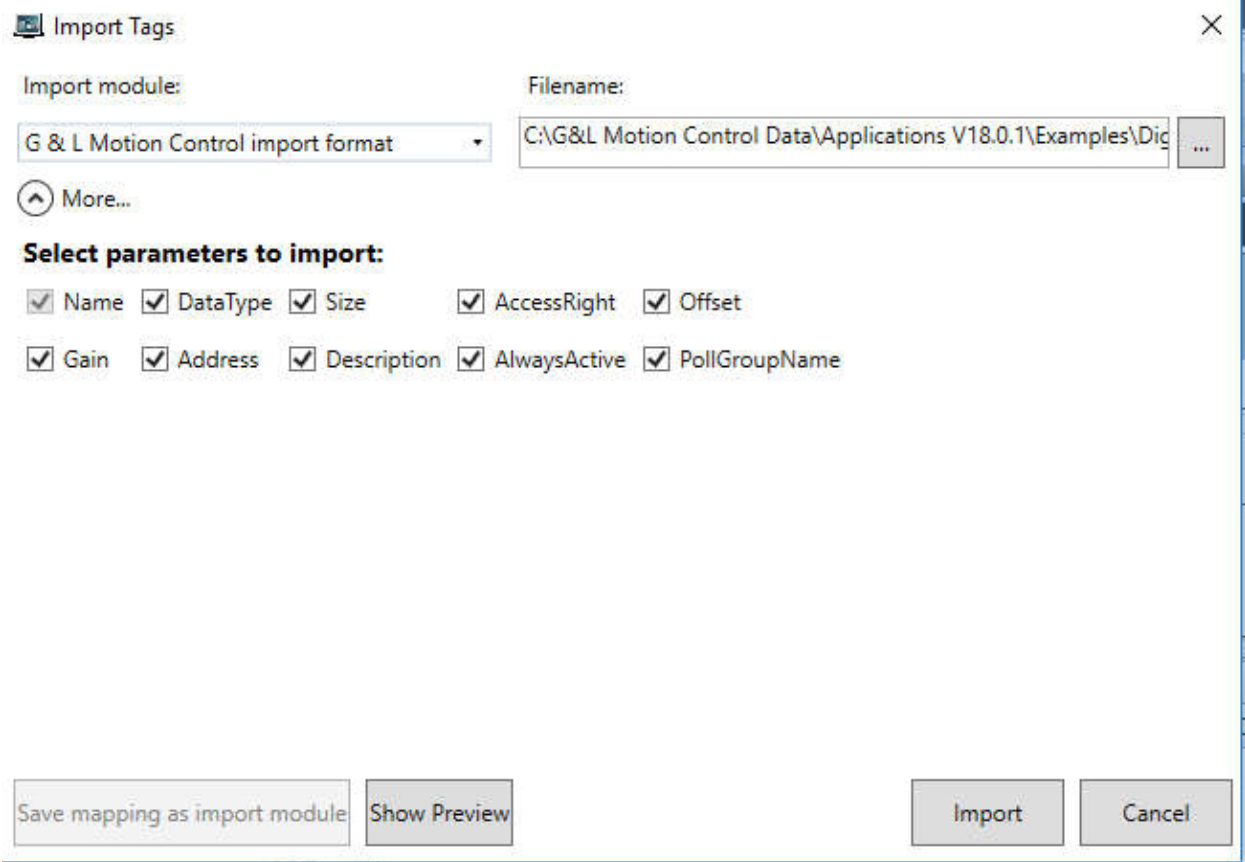 Import Tags
Import module: Filename:
G & L Motion Control import format C:\G&L Motion Control Data\Applications V18.0.1\Examples\Dig ...
More...
Select parameters to import:
Name DataType Size AccessRight Offset
Gain Address Description AlwaysActive PollGroupName
Save mapping as import module Show Preview Import Cancel